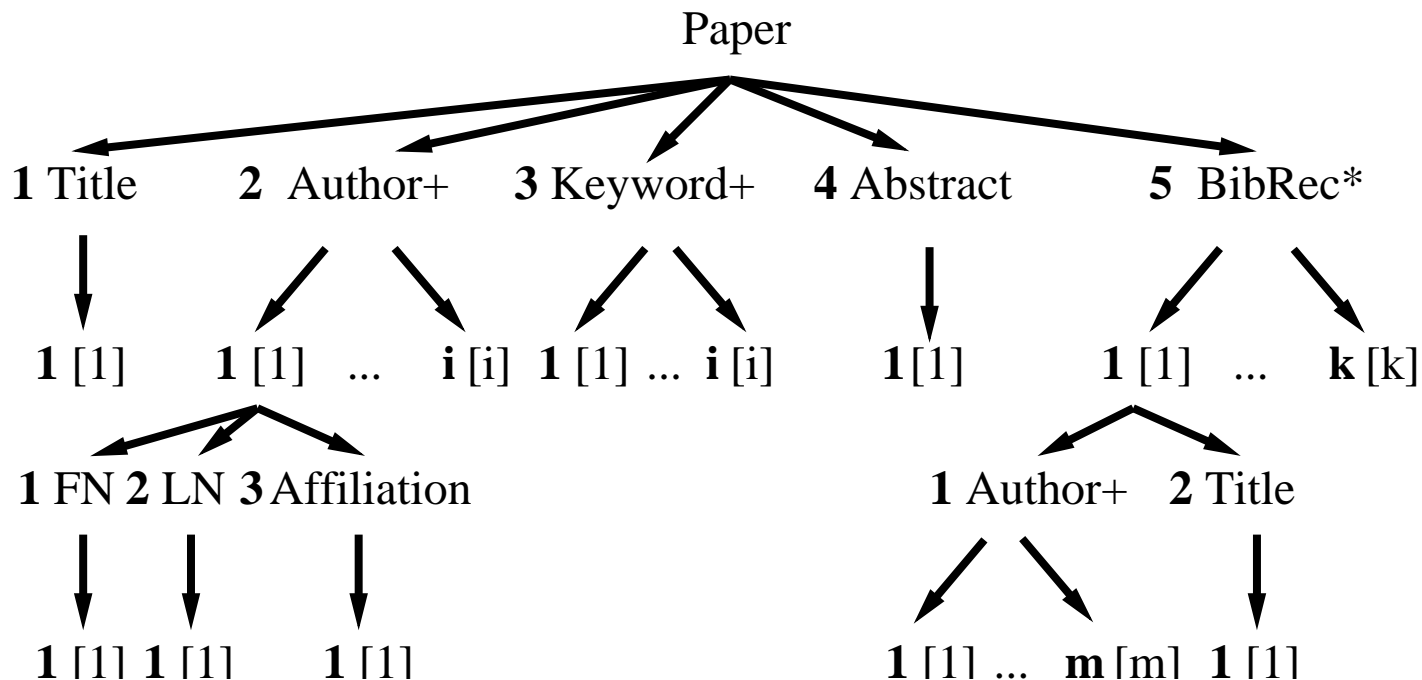 Paper
1 Title 2 Author+ 3 Keyword+ 4 Abstract 5 BibRec*
1 [1] 1 [1] ... i [i] 1 [1] ... i [i] 1[1] 1 [1] ... k [k]
1 FN 2 LN 3 Affiliation 1 Author+ 2 Title
1 [1] 1 [1] 1 [1] 1 [1] ... m [m] 1 [1]